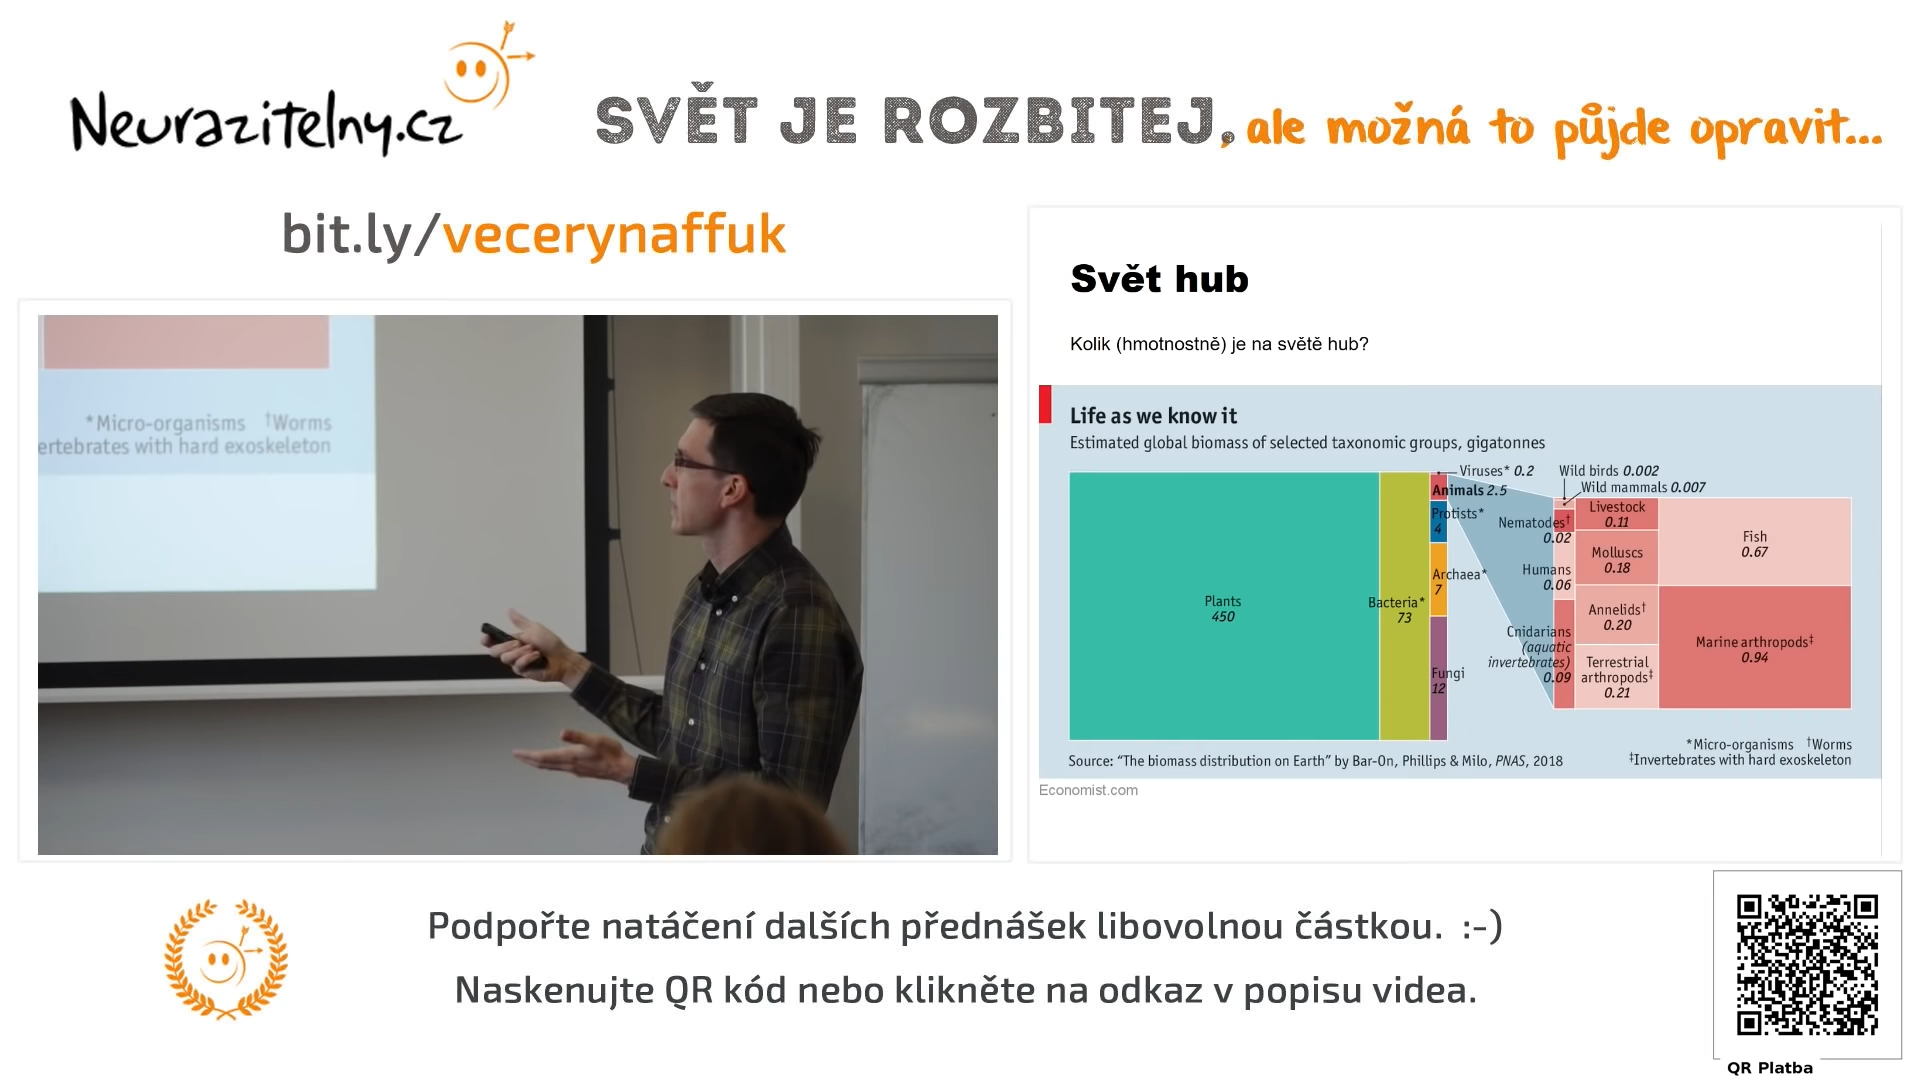 Neurazitelny.cz
SVĚT JE ROZBITEJ, ale možná to půjde opravit...
bit.ly/vecerynaffuk
*Micro-organisms †Worms
ertebrates with hard exoskeleton
Svět hub
Kolik (hmotnostně) je na světě hub?
Life as we know it
Estimated global biomass of selected taxonomic groups, gigatonnes
Plants
450
Bacteria*
73
Viruses* 0.2
Animals 2.5
Protists*
4
Archaea*
7
Fungi
12
Wild birds 0.002
Wild mammals 0.007
Nematodes†
0.02
Humans
0.06
Cnidarians
(aquatic
invertebrates)
0.09
Livestock
0.11
Molluscs
0.18
Annelids†
0.20
Terrestrial
arthropods‡
0.21
Fish
0.67
Marine arthropods‡
0.94
*Micro-organisms †Worms
‡Invertebrates with hard exoskeleton
Source: “The biomass distribution on Earth” by Bar-On, Phillips & Milo, PNAS, 2018
Economist.com
Podpořte natáčení dalších přednášek libovolnou částkou. :-)
Naskenujte QR kód nebo klikněte na odkaz v popisu videa.
QR Platba